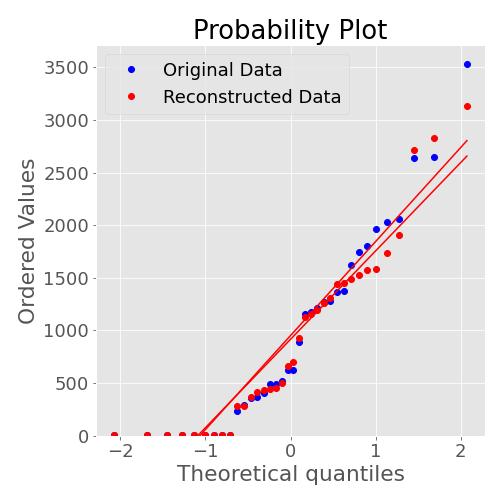 Probability Plot
Original Data
Reconstructed Data
Ordered Values
3500
3000
2500
2000
1500
1000
500
0
−2
−1
0
1
2
Theoretical quantiles